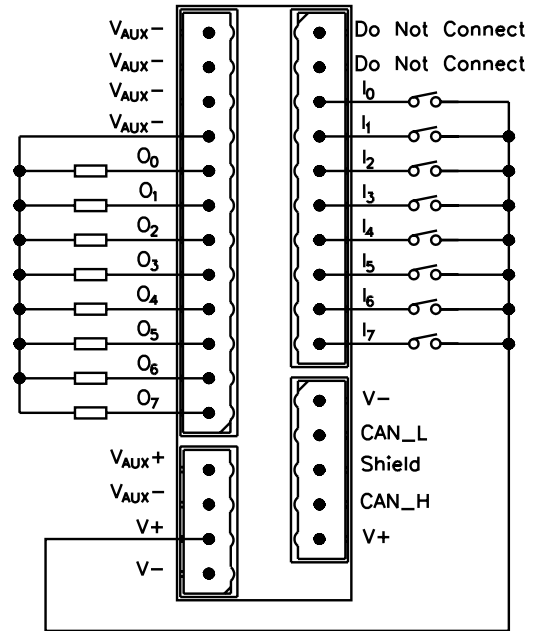 VAUX−
VAUX−
VAUX−
VAUX−
O0
O1
O2
O3
O4
O5
O6
O7
VAUX+
VAUX−
V+
V−
Do Not Connect
Do Not Connect
I0
I1
I2
I3
I4
I5
I6
I7
V−
CAN_L
Shield
CAN_H
V+